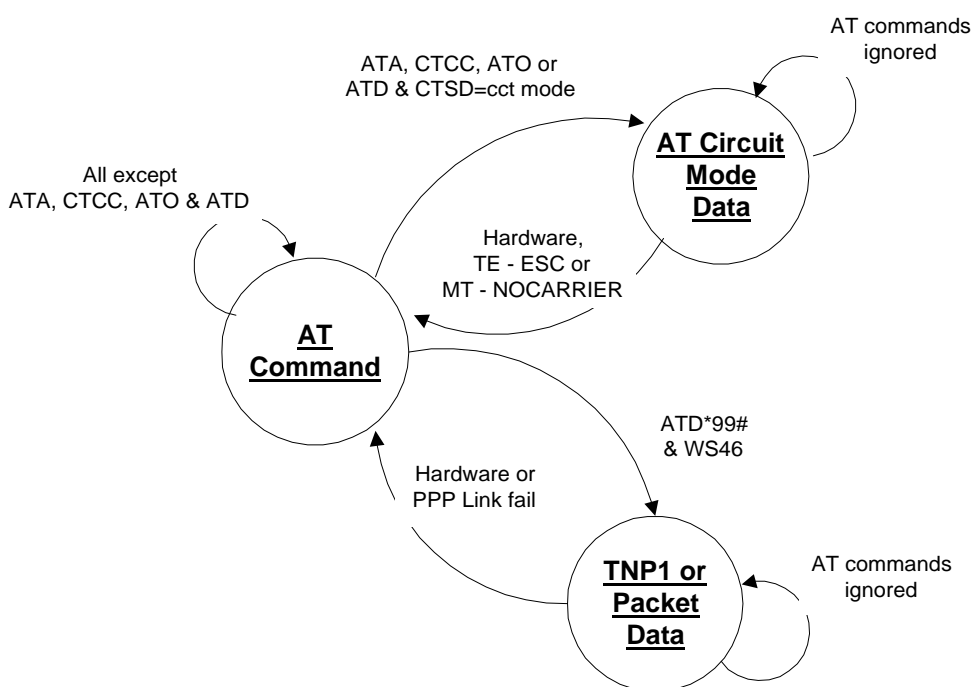 AT commands
ignored
ATA, CTCC, ATO or
ATD & CTSD=cct mode
AT Circuit
Mode
Data
All except
ATA, CTCC, ATO & ATD
Hardware,
TE - ESC or
MT - NOCARRIER
AT
Command
ATD*99#
& WS46
Hardware or
PPP Link fail
TNP1 or
Packet
Data
AT commands
ignored